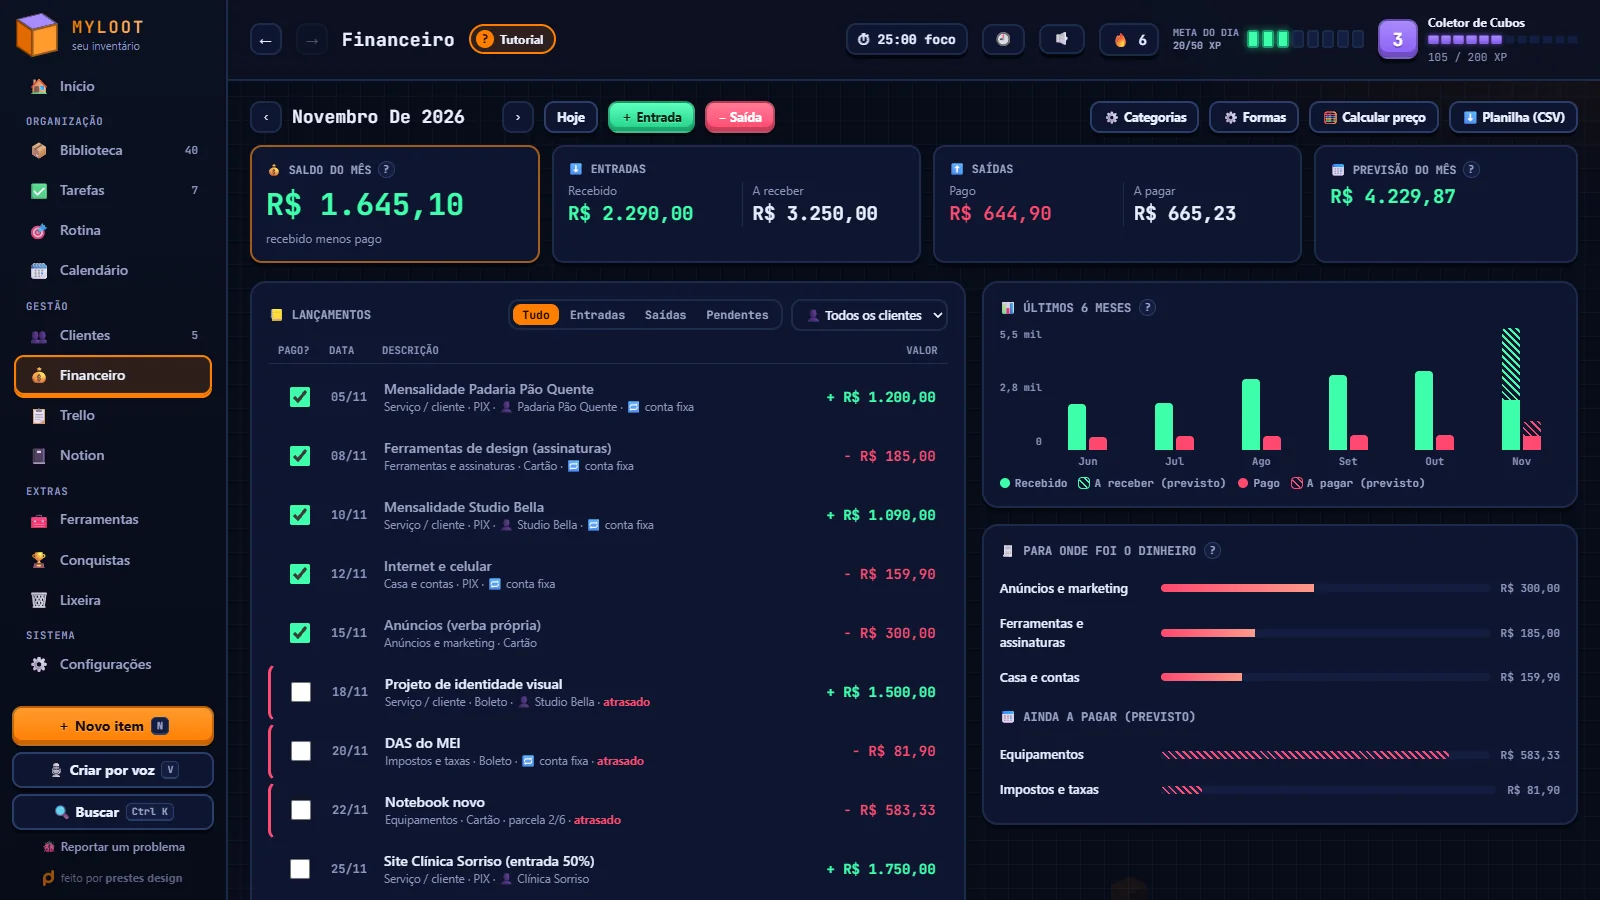 MYLOOT
seu inventário
Início
ORGANIZAÇÃO
Biblioteca 40
Tarefas 7
Rotina
Calendário
GESTÃO
Clientes 5
Financeiro
Trello
Notion
EXTRAS
Ferramentas
Conquistas
Lixeira
SISTEMA
Configurações
+ Novo item N
Criar por voz V
Buscar Ctrl K
Reportar um problema
feito por prestes design
← → Financeiro ? Tutorial
25:00 foco
6
META DO DIA
20/50 XP
3
Coletor de Cubos
105 / 200 XP
‹ Novembro De 2026 › Hoje + Entrada – Saída
Categorias Formas Calcular preço Planilha (CSV)
SALDO DO MÊS ?
R$ 1.645,10
recebido menos pago
ENTRADAS
Recebido A receber
R$ 2.290,00 R$ 3.250,00
SAÍDAS
Pago A pagar
R$ 644,90 R$ 665,23
PREVISÃO DO MÊS ?
R$ 4.229,87
LANÇAMENTOS Tudo Entradas Saídas Pendentes Todos os clientes
PAGO? DATA DESCRIÇÃO VALOR
05/11 Mensalidade Padaria Pão Quente + R$ 1.200,00
Serviço / cliente · PIX · Padaria Pão Quente · conta fixa
08/11 Ferramentas de design (assinaturas) - R$ 185,00
Ferramentas e assinaturas · Cartão · conta fixa
10/11 Mensalidade Studio Bella + R$ 1.090,00
Serviço / cliente · PIX · Studio Bella · conta fixa
12/11 Internet e celular - R$ 159,90
Casa e contas · PIX · conta fixa
15/11 Anúncios (verba própria) - R$ 300,00
Anúncios e marketing · Cartão
18/11 Projeto de identidade visual + R$ 1.500,00
Serviço / cliente · Boleto · Studio Bella · atrasado
20/11 DAS do MEI - R$ 81,90
Impostos e taxas · Boleto · conta fixa · atrasado
22/11 Notebook novo - R$ 583,33
Equipamentos · Cartão · parcela 2/6 · atrasado
25/11 Site Clínica Sorriso (entrada 50%) + R$ 1.750,00
Serviço / cliente · PIX · Clínica Sorriso
ÚLTIMOS 6 MESES ?
5,5 mil
2,8 mil
0
Jun Jul Ago Set Out Nov
Recebido A receber (previsto) Pago A pagar (previsto)
PARA ONDE FOI O DINHEIRO ?
Anúncios e marketing R$ 300,00
Ferramentas e
assinaturas R$ 185,00
Casa e contas R$ 159,90
AINDA A PAGAR (PREVISTO)
Equipamentos R$ 583,33
Impostos e taxas R$ 81,90